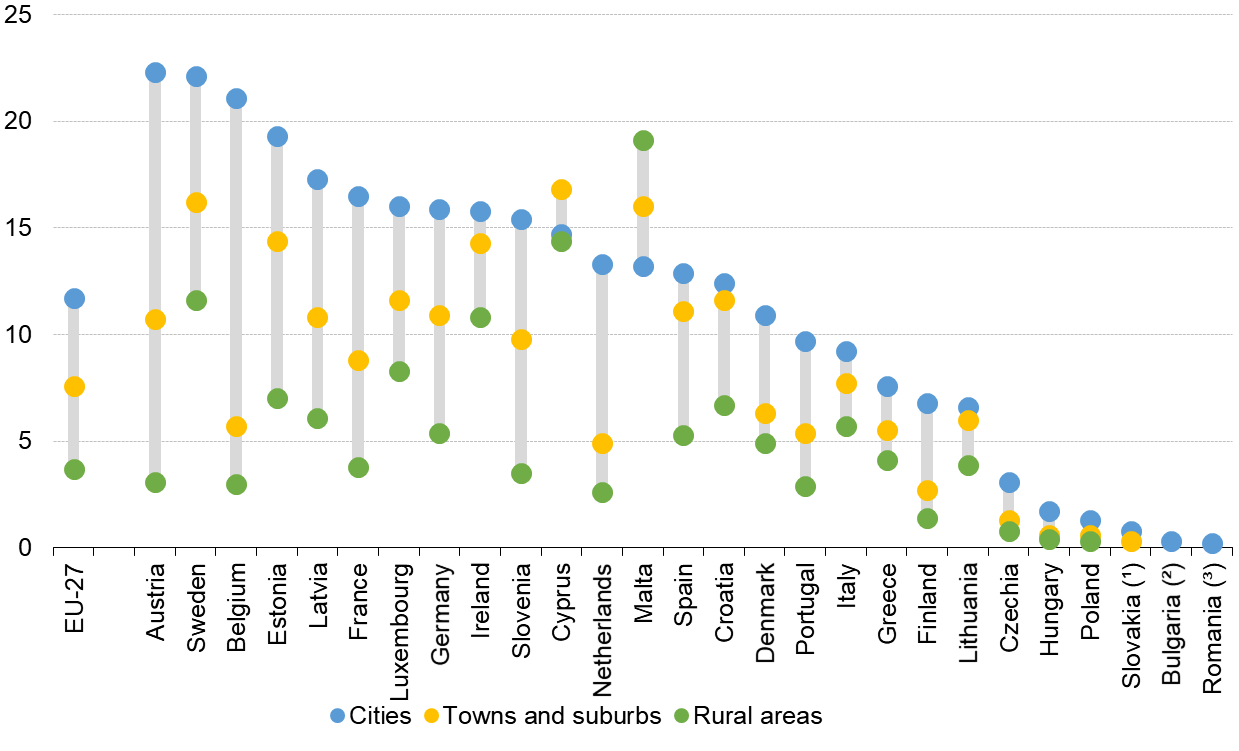 25
20
15
10
5
0
EU-27
Austria
Sweden
Belgium
Estonia
Latvia
France
Luxembourg
Germany
Ireland
Slovenia
Cyprus
Netherlands
Malta
Spain
Croatia
Denmark
Portugal
Italy
Greece
Finland
Lithuania
Czechia
Hungary
Poland
Slovakia (¹)
Bulgaria (²)
Romania (³)
Cities Towns and suburbs Rural areas